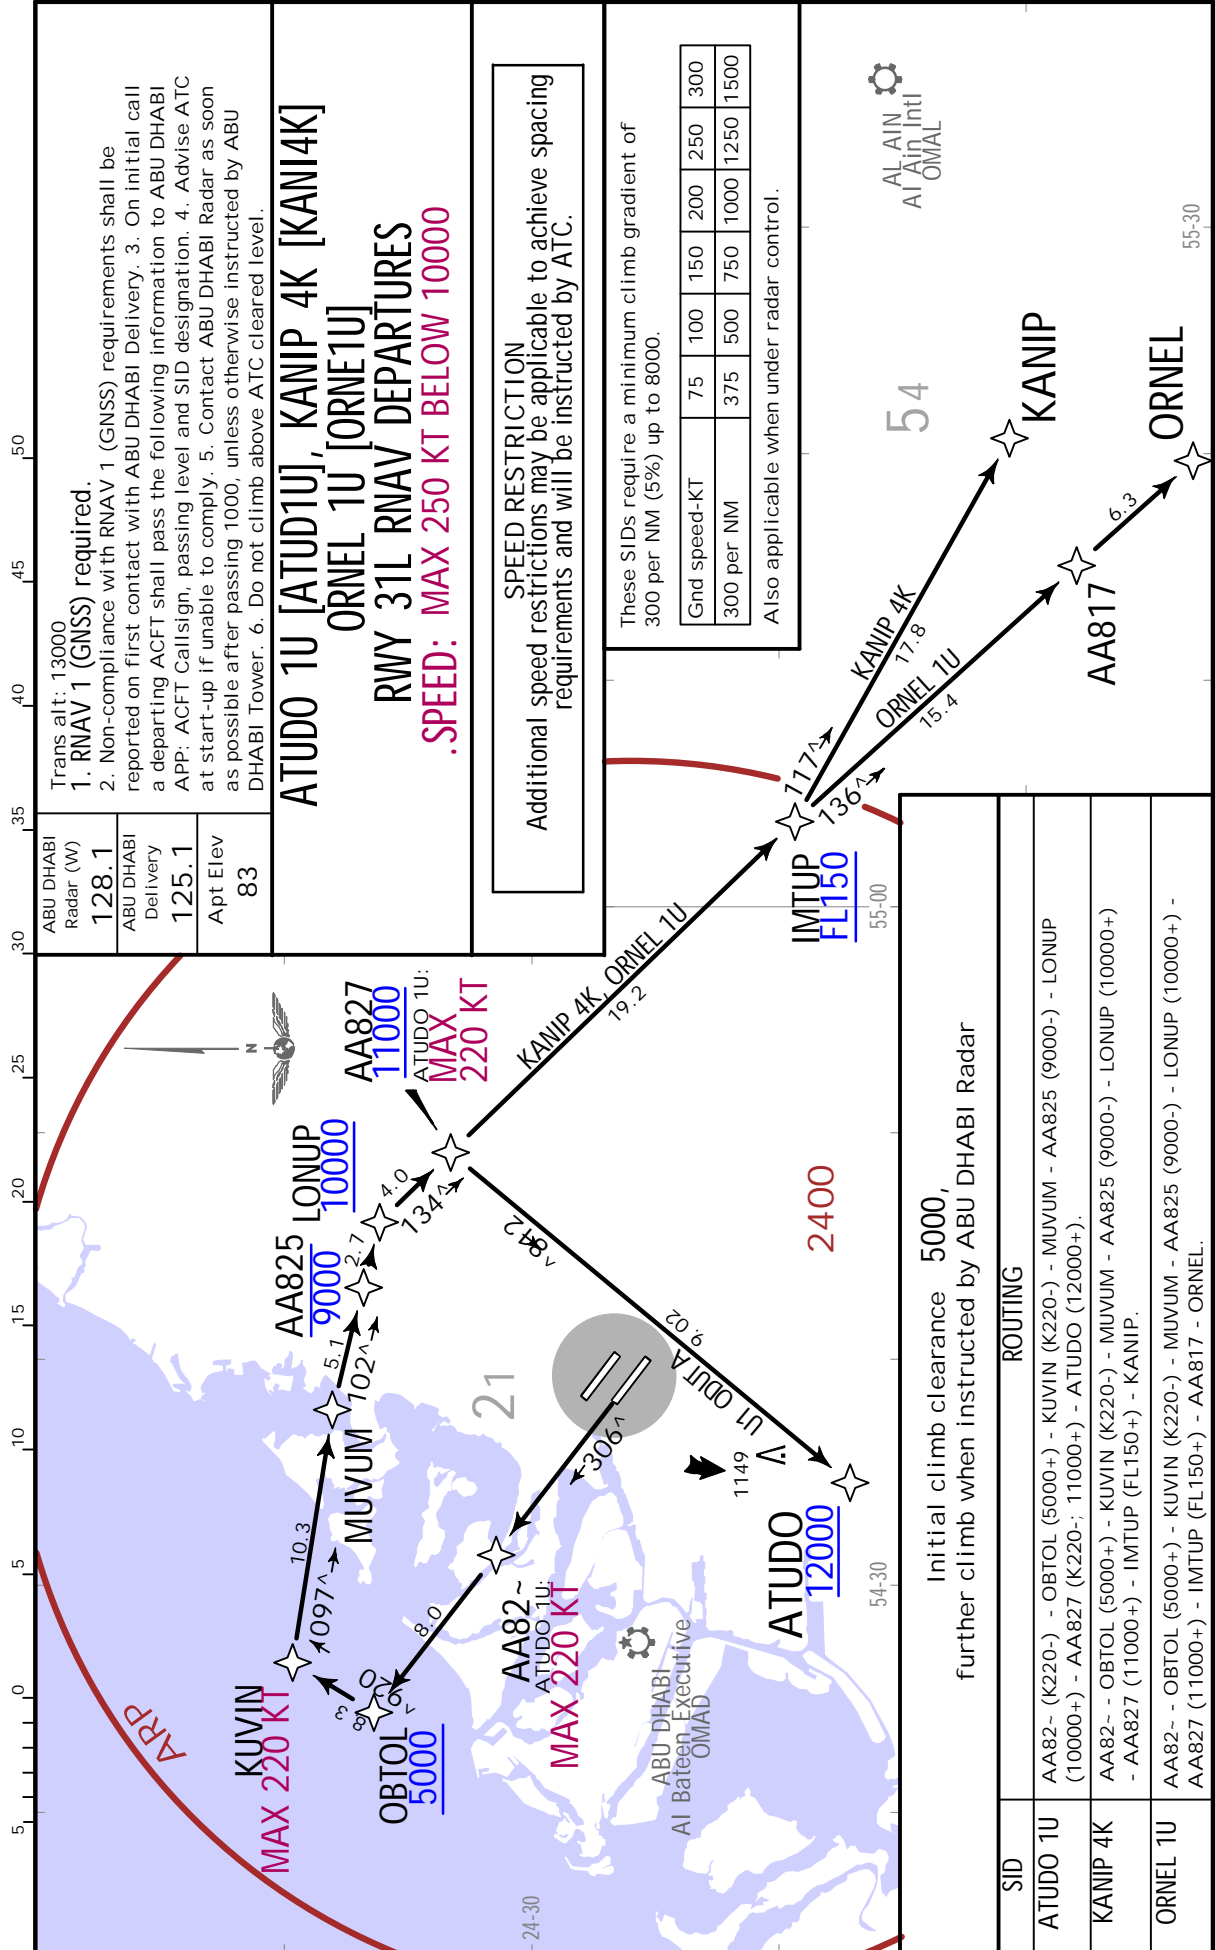 ABU DHABI
Radar (W)
128.1
ABU DHABI
Delivery
125.1
Apt Elev
83
Trans alt: 13000
1. RNAV 1 (GNSS) required.
2. Non-compliance with RNAV 1 (GNSS) requirements shall be
reported on first contact with ABU DHABI Delivery. 3. On initial call
a departing ACFT shall pass the following information to ABU DHABI
APP: ACFT Callsign, passing level and SID designation. 4. Advise ATC
at start-up if unable to comply. 5. Contact ABU DHABI Radar as soon
as possible after passing 1000, unless otherwise instructed by ABU
DHABI Tower. 6. Do not climb above ATC cleared level.
ATUDO 1U [ATUD1U], KANIP 4K [KANI4K]
ORNEL 1U [ORNE1U]
RWY 31L RNAV DEPARTURES
.SPEED: MAX 250 KT BELOW 10000
SPEED RESTRICTION
Additional speed restrictions may be applicable to achieve spacing
requirements and will be instructed by ATC.
These SIDs require a minimum climb gradient of
300 per NM (5%) up to 8000.
Gnd speed-KT 75 100 150 200 250 300
300 per NM 375 500 750 1000 1250 1500
Also applicable when under radar control.
5 0 5 10 15 20 25 30 35 40 45 50
ARP
N
KUVIN
MAX 220 KT
097^
10.3
OBTOL
5000
MUVUM
102^
5.1
AA825
9000
2.7
LONUP
10000
4.0
134^
AA827
11000
ATUDO 1U:
MAX
220 KT
KANIP 4K, ORNEL 1U
19.2
21
306^
8.0
AA82~
ATUDO 1U:
MAX 220 KT
ABU DHABI
Al Bateen Executive
OMAD
1149
ATUDO
12000
2400
IMTUP
FL150
117^
136^
KANIP 4K
17.8
ORNEL 1U
15.4
AA817
6.3
KANIP
ORNEL
54
AL AIN
Al Ain Intl
OMAL
24-30
54-30
55-00
55-30
Initial climb clearance 5000,
further climb when instructed by ABU DHABI Radar
SID ROUTING
ATUDO 1U AA82~ (K220-) - OBTOL (5000+) - KUVIN (K220-) - MUVUM - AA825 (9000-) - LONUP
(10000+) - AA827 (K220-; 11000+) - ATUDO (12000+).
KANIP 4K AA82~ - OBTOL (5000+) - KUVIN (K220-) - MUVUM - AA825 (9000-) - LONUP (10000+)
- AA827 (11000+) - IMTUP (FL150+) - KANIP.
ORNEL 1U AA82~ - OBTOL (5000+) - KUVIN (K220-) - MUVUM - AA825 (9000-) - LONUP (10000+) -
AA827 (11000+) - IMTUP (FL150+) - AA817 - ORNEL.